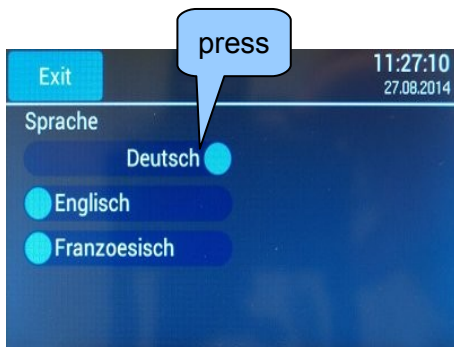 press
Exit
11:27:10
27.08.2014
Sprache
Deutsch
Englisch
Franzoesisch